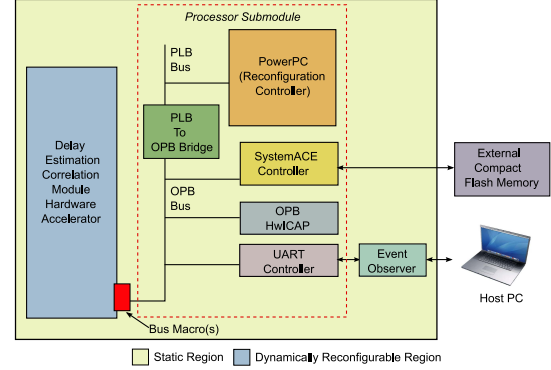 Processor Submodule
PLB
Bus
PowerPC
(Reconfiguration
Controller)
PLB
To
OPB Bridge
Delay
Estimation
Correlation
Module
Hardware
Accelerator
SystemACE
Controller
External
Compact
Flash Memory
OPB
Bus
OPB
HwICAP
UART
Controller
Event
Observer
Host PC
Bus Macro(s)
Static Region
Dynamically Reconfigurable Region